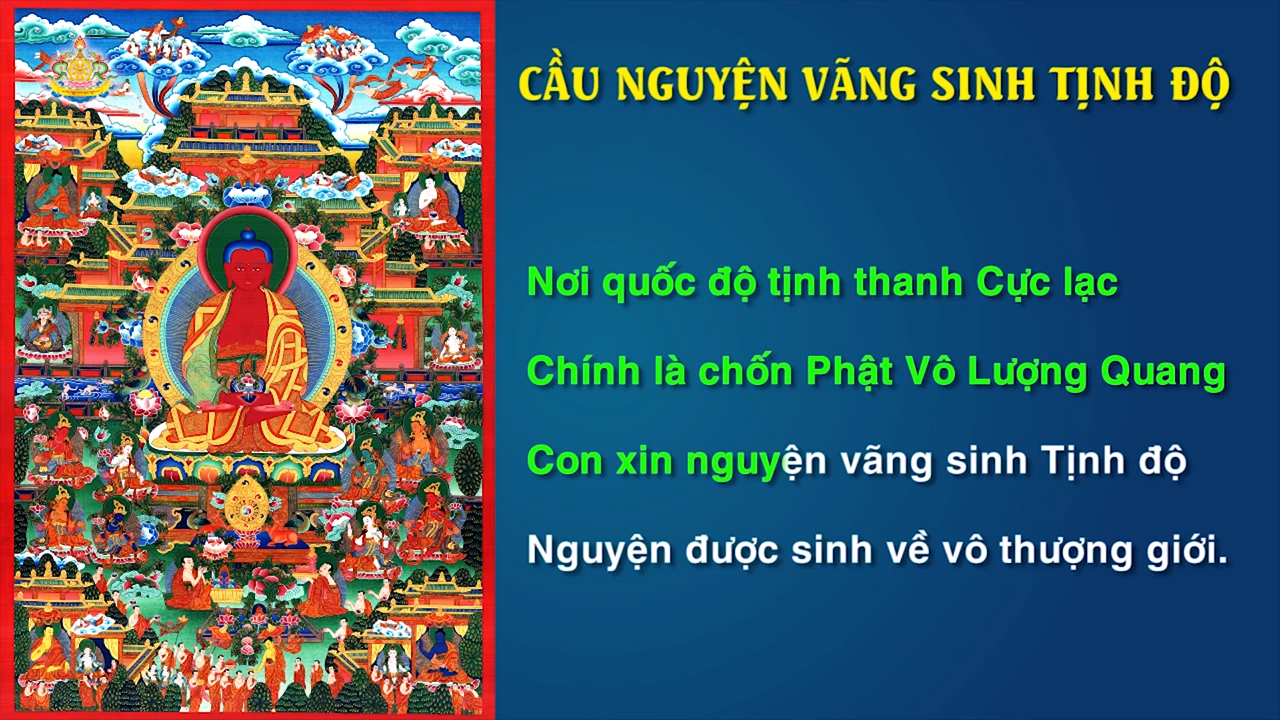 CẦU NGUYỆN VÃNG SINH TỊNH ĐỘ
Nơi quốc độ tịnh thanh Cực lạc
Chính là chốn Phật Vô Lượng Quang
Con xin nguyện vãng sinh Tịnh độ
Nguyện được sinh về vô thượng giới.